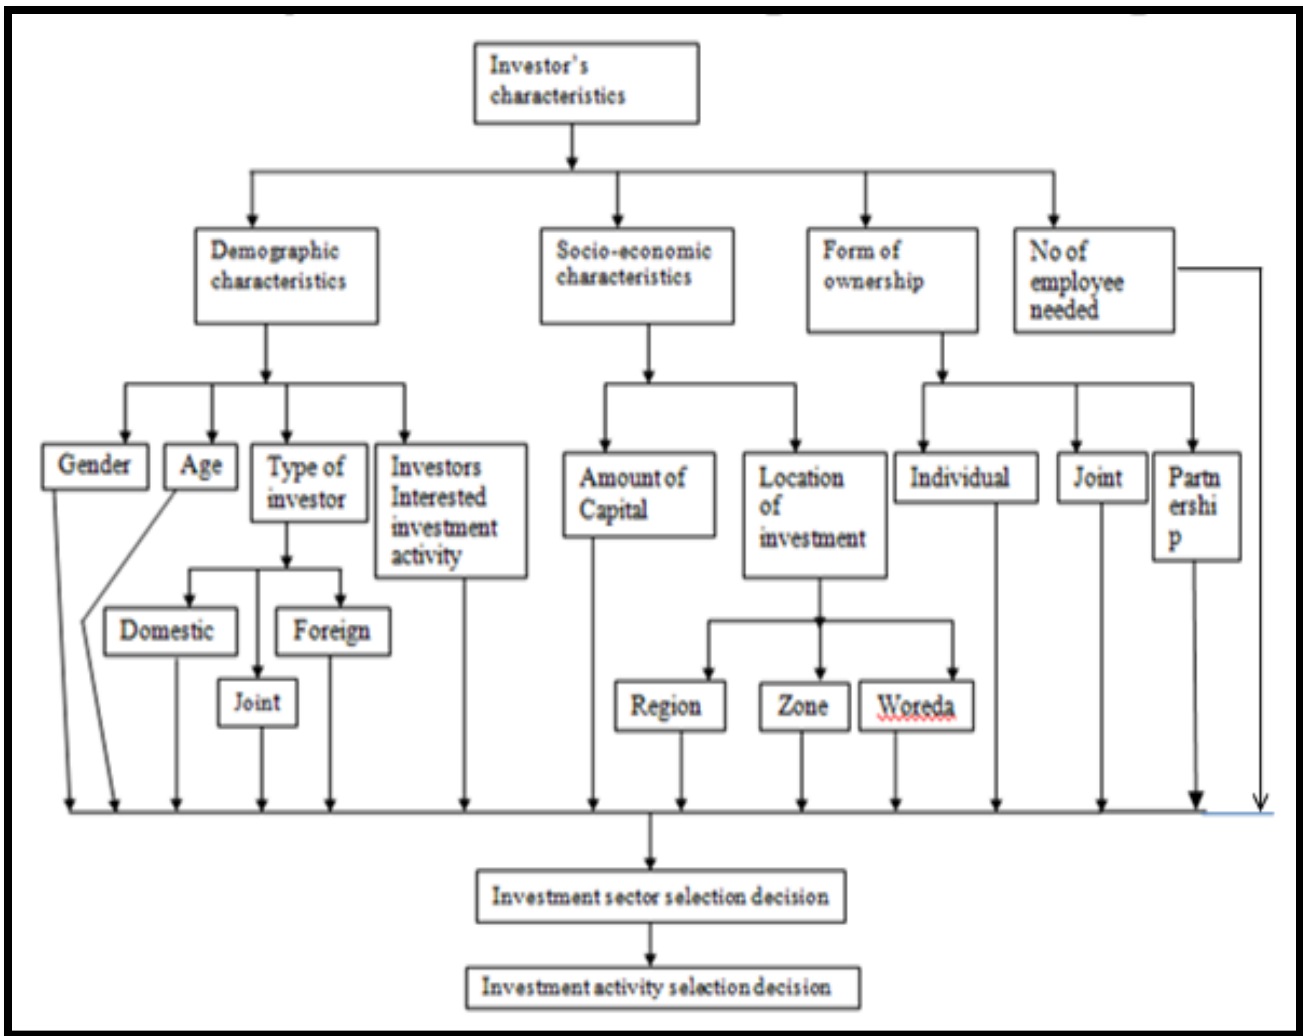 Investor's
characteristics
Demographic
characteristics
Socio-economic
characteristics
Form of
ownership
No of
employee
needed
Gender
Age
Type of
investor
Investors
Interested
investment
activity
Amount of
Capital
Location
of
investment
Individual
Joint
Partn
ershi
p
Domestic
Foreign
Joint
Region
Zone
Woreda
Investment sector selection decision
Investment activity selection decision